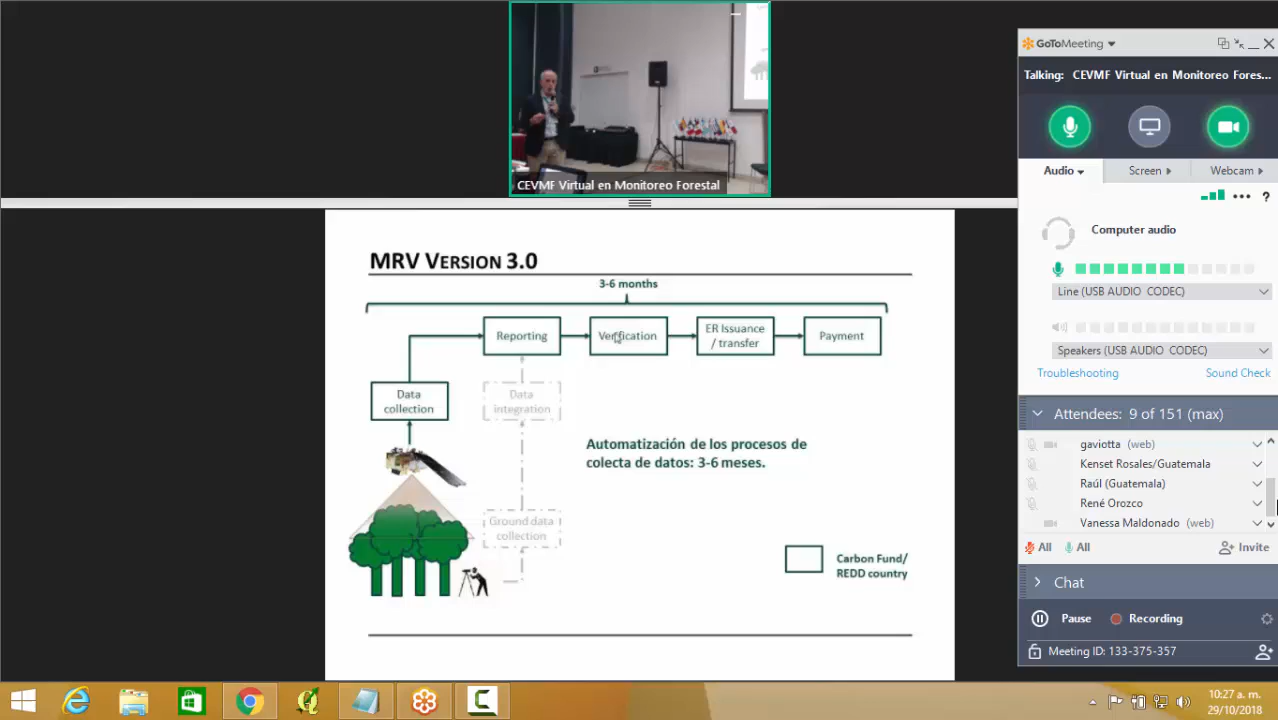 CEVMF Virtual en Monitoreo Forestal
MRV VERSION 3.0
3-6 months
Reporting
Verification
ER Issuance
/ transfer
Payment
Data
collection
Data
integration
Automatización de los procesos de
colecta de datos: 3-6 meses.
Ground data
collection
Carbon Fund/
REDD country
GoToMeeting
Talking: CEVMF Virtual en Monitoreo Fores...
Audio
Screen
Webcam
?
Computer audio
Line (USB AUDIO CODEC)
Speakers (USB AUDIO CODEC)
Troubleshooting
Sound Check
Attendees: 9 of 151 (max)
gaviotta (web)
Kenset Rosales/Guatemala
Raúl (Guatemala)
René Orozco
Vanessa Maldonado (web)
All
All
Invite
Chat
Pause
Recording
Meeting ID: 133-375-357
10:27 a. m.
29/10/2018